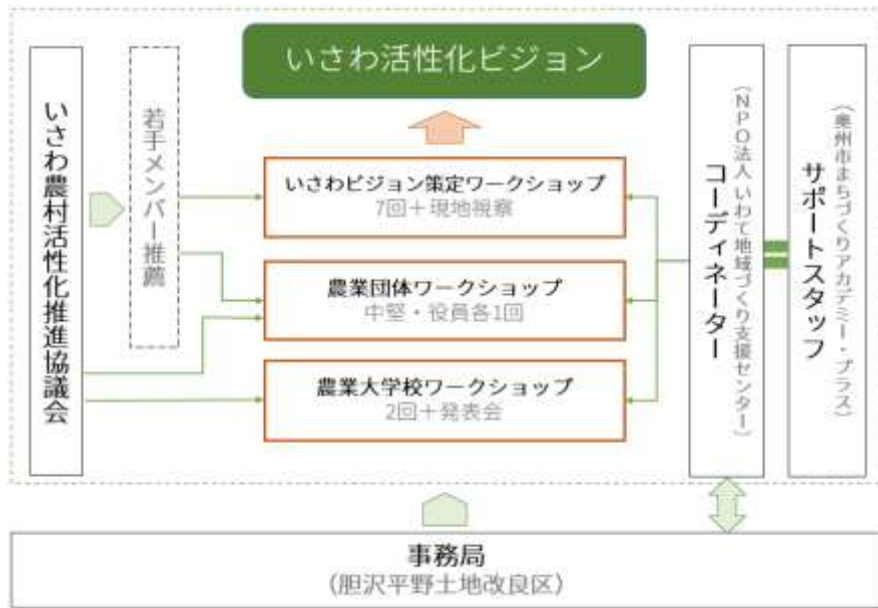 いさわ活性化ビジョン
いさわ農村活性化推進協議会
若手メンバー推薦
いさわビジョン策定ワークショップ
7回＋現地視察
農業団体ワークショップ
中堅・役員各1回
農業大学校ワークショップ
2回＋発表会
コーディネーター
（NPO法人 いわて地域づくり支援センター）
サポートスタッフ
（奥州市まちづくりアカデミー・プラス）
事務局
（胆沢平野土地改良区）